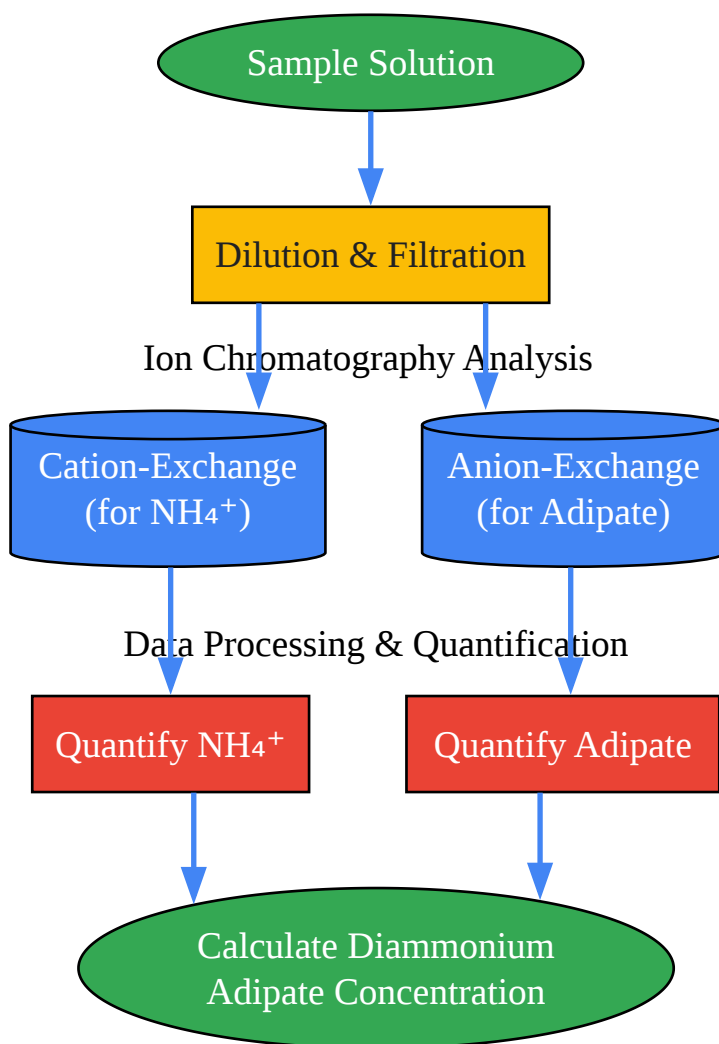 Sample Solution
Dilution & Filtration
Ion Chromatography Analysis
Cation-Exchange
(for NH₄⁺)
Anion-Exchange
(for Adipate)
Data Processing & Quantification
Quantify NH₄⁺
Quantify Adipate
Calculate Diammonium
Adipate Concentration